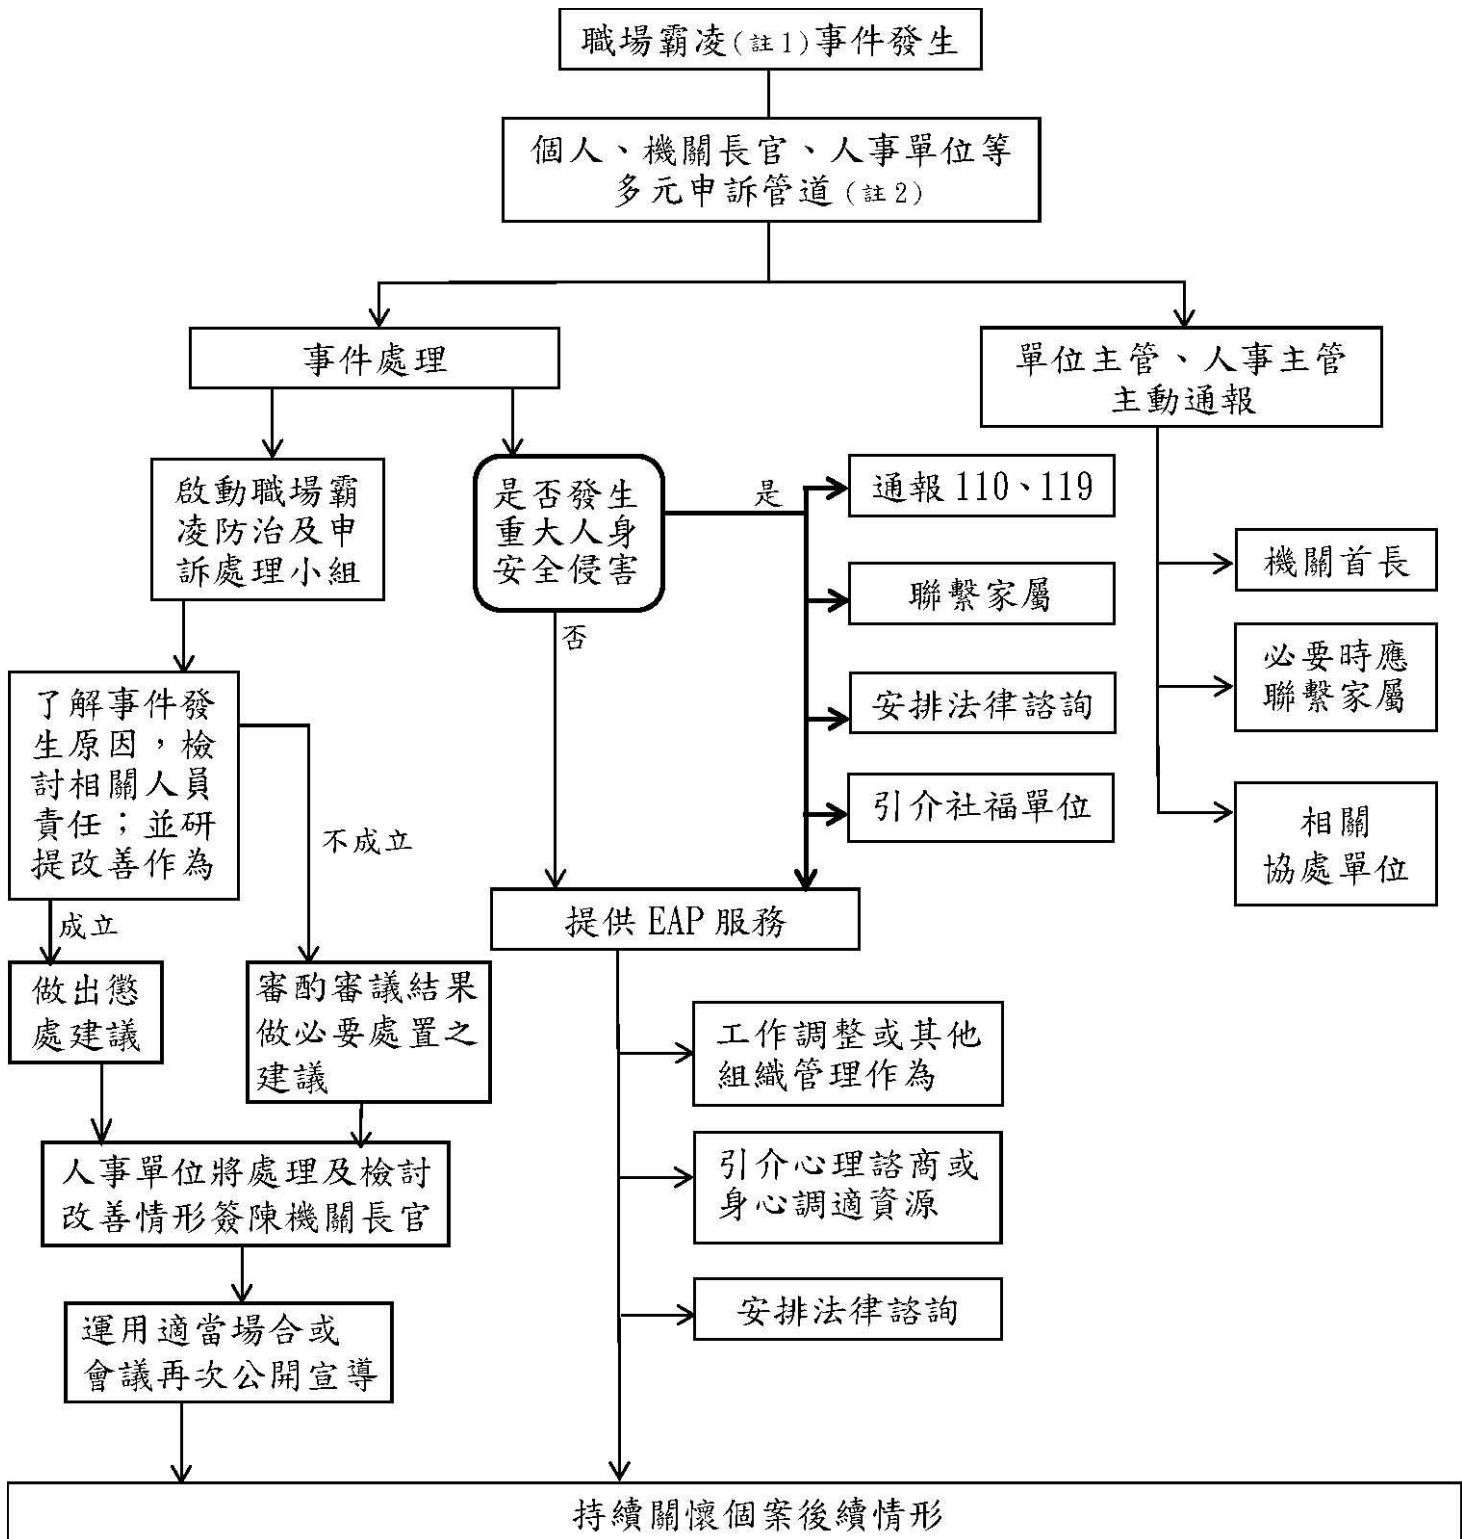 職場霸凌(註1)事件發生
個人、機關長官、人事單位等
多元申訴管道(註2)
事件處理
單位主管、人事主管
主動通報
啟動職場霸
凌防治及申
訴處理小組
是否發生
重大人身
安全侵害
是
否
通報 110、119
聯繫家屬
安排法律諮詢
引介社福單位
機關首長
必要時應
聯繫家屬
相關
協處單位
了解事件發
生原因，檢
討相關人員
責任；並研
提改善作為
不成立
成立
做出懲
處建議
審酌審議結果
做必要處置之
建議
提供 EAP 服務
工作調整或其他
組織管理作為
引介心理諮商或
身心調適資源
安排法律諮詢
人事單位將處理及檢討
改善情形簽陳機關長官
運用適當場合或
會議再次公開宣導
持續關懷個案後續情形